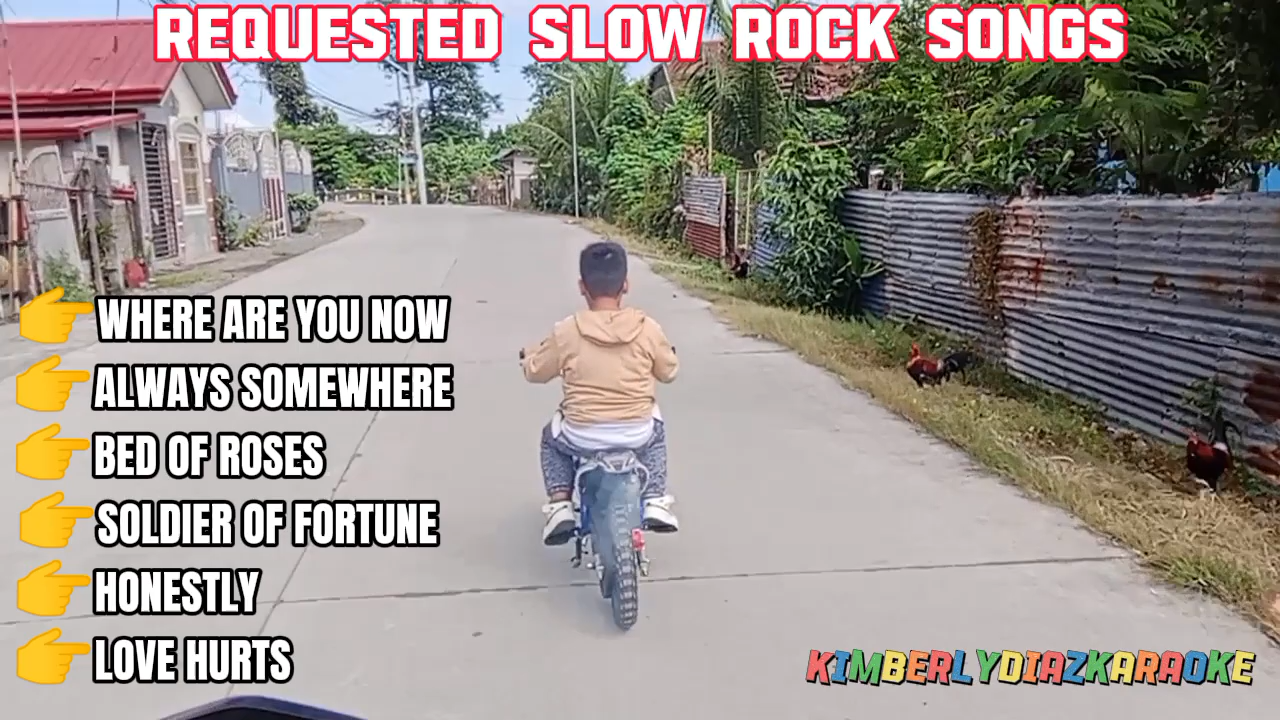 REQUESTED SLOW ROCK SONGS
WHERE ARE YOU NOW
ALWAYS SOMEWHERE
BED OF ROSES
SOLDIER OF FORTUNE
HONESTLY
LOVE HURTS
KIMBERLYDIAZKARAOKE